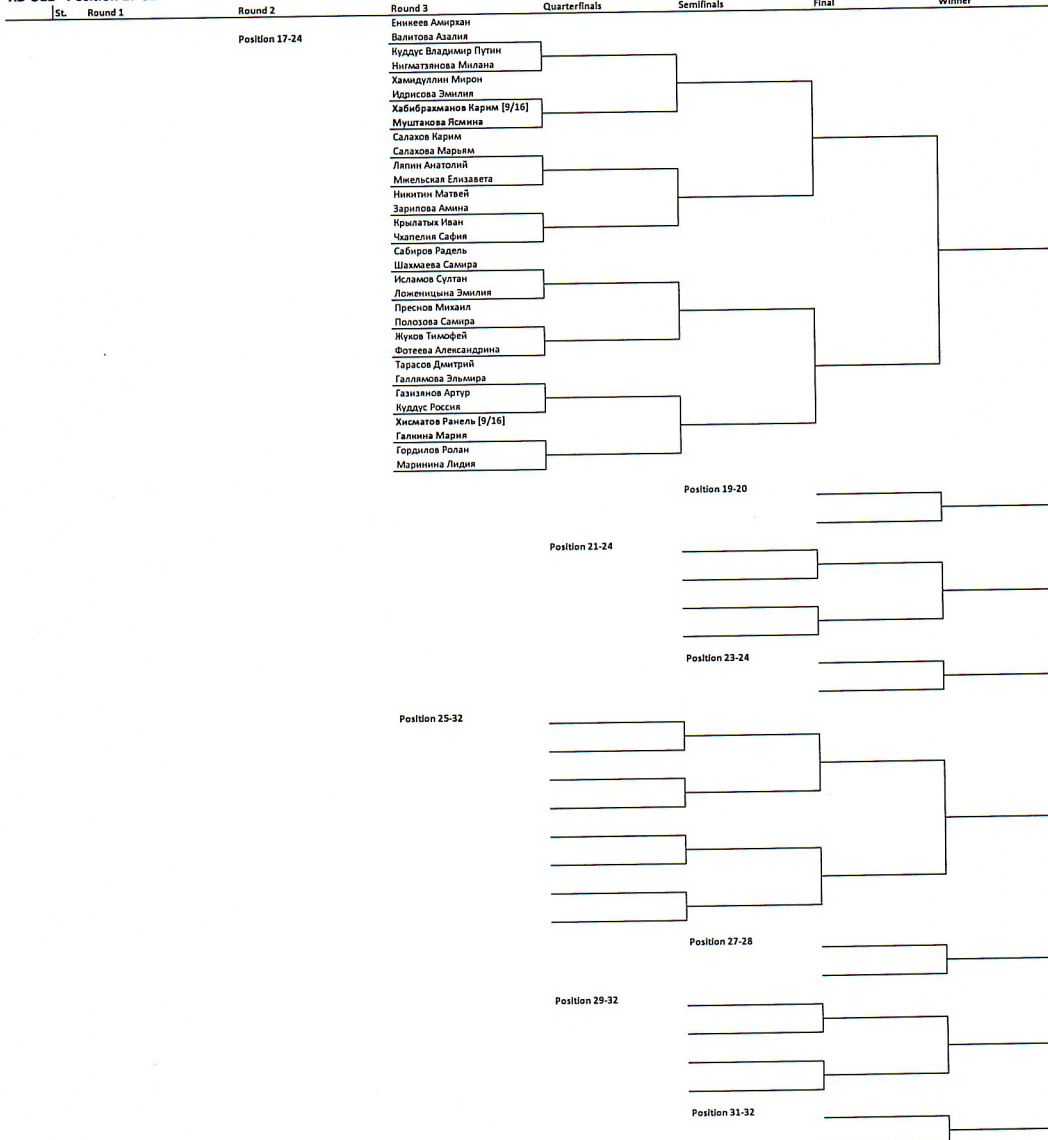 St. Round 1 Round 2 Round 3 Quarterfinals Semifinals Final Winner
Position 17-24
Еникеев Амирхан
Валитова Азалия
Куддус Владимир Путин
Нигматзянова Милана
Хамидуллин Мирон
Идрисова Эмилия
Хабибрахманов Карим [9/16]
Муштакова Ясмина
Салахов Карим
Салахова Марьям
Ляпин Анатолий
Мжельская Елизавета
Никитин Матвей
Зарипова Амина
Крылатых Иван
Чхапелия Сафия
Сабиров Радель
Шахмаева Самира
Исламов Султан
Ложеницына Эмилия
Преснов Михаил
Полозова Самира
Жуков Тимофей
Фотеева Александрина
Тарасов Дмитрий
Галлямова Эльмира
Газизянов Артур
Куддус Россия
Хисматов Ранель [9/16]
Галкина Мария
Гордилов Ролан
Маринина Лидия
Position 19-20
Position 21-24
Position 23-24
Position 25-32
Position 27-28
Position 29-32
Position 31-32